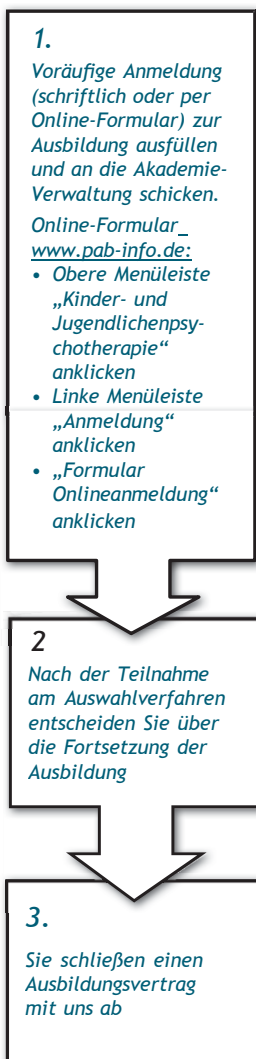 1.
Voräufige Anmeldung
(schriftlich oder per
Online-Formular) zur
Ausbildung ausfüllen
und an die Akademie-
Verwaltung schicken.
Online-Formular_
www.pab-info.de:
• Obere Menüleiste
„Kinder- und
Jugendlichenpsy-
chotherapie“
anklicken
• Linke Menüleiste
„Anmeldung“
anklicken
• „Formular
Onlineanmeldung“
anklicken
2
Nach der Teilnahme
am Auswahlverfahren
entscheiden Sie über
die Fortsetzung der
Ausbildung
3.
Sie schließen einen
Ausbildungsvertrag
mit uns ab